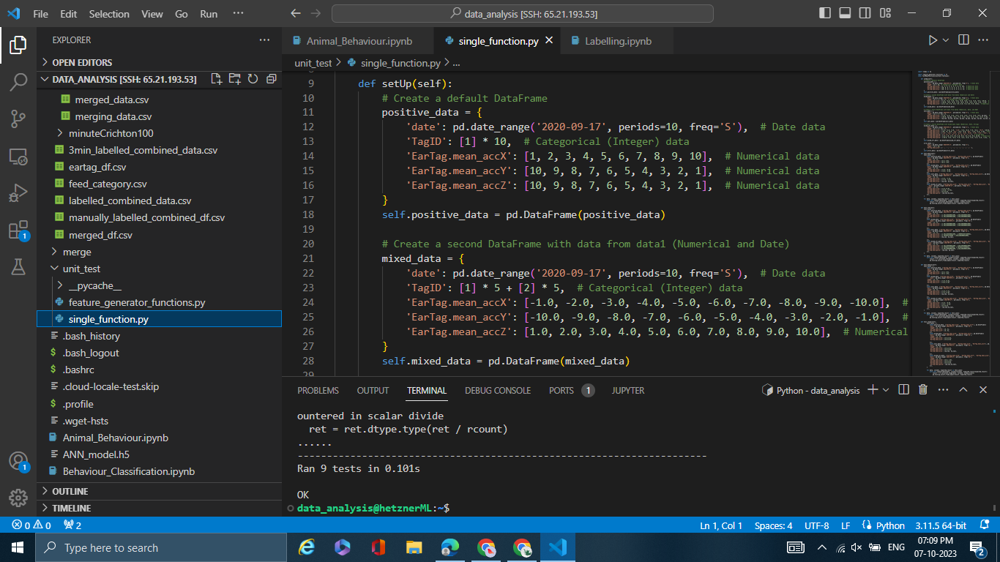 File Edit Selection View Go Run ···
data_analysis [SSH: 65.21.193.53]
EXPLORER
OPEN EDITORS
DATA_ANALYSIS [SSH: 65.21.193.53]
merged_data.csv
merging_data.csv
minuteCrichton100
3min_labelled_combined_data.csv
eartag_df.csv
feed_category.csv
labelled_combined_data.csv
manually_labelled_combined_df.csv
merged_df.csv
merge
unit_test
__pycache__
feature_generator_functions.py
single_function.py
.bash_history
.bash_logout
.bashrc
.cloud-locale-test.skip
.profile
.wget-hsts
Animal_Behaviour.ipynb
ANN_model.h5
Behaviour_Classification.ipynb
OUTLINE
TIMELINE
1
1
Animal_Behaviour.ipynb single_function.py Labelling.ipynb
unit_test > single_function.py > ...
9 def setUp(self):
10 # Create a default DataFrame
11 positive_data = {
12 'date': pd.date_range('2020-09-17', periods=10, freq='S'), # Date data
13 'TagID': [1] * 10, # Categorical (Integer) data
14 'EarTag.mean_accX': [1, 2, 3, 4, 5, 6, 7, 8, 9, 10], # Numerical data
15 'EarTag.mean_accY': [10, 9, 8, 7, 6, 5, 4, 3, 2, 1], # Numerical data
16 'EarTag.mean_accZ': [10, 9, 8, 7, 6, 5, 4, 3, 2, 1], # Numerical data
17 }
18 self.positive_data = pd.DataFrame(positive_data)
19
20 # Create a second DataFrame with data from data1 (Numerical and Date)
21 mixed_data = {
22 'date': pd.date_range('2020-09-17', periods=10, freq='S'), # Date data
23 'TagID': [1] * 5 + [2] * 5, # Categorical (Integer) data
24 'EarTag.mean_accX': [-1.0, -2.0, -3.0, -4.0, -5.0, -6.0, -7.0, -8.0, -9.0, -10.0], #
25 'EarTag.mean_accY': [-10.0, -9.0, -8.0, -7.0, -6.0, -5.0, -4.0, -3.0, -2.0, -1.0], #
26 'EarTag.mean_accZ': [1.0, 2.0, 3.0, 4.0, 5.0, 6.0, 7.0, 8.0, 9.0, 10.0], # Numerical
27 }
28 self.mixed_data = pd.DataFrame(mixed_data)
29
PROBLEMS OUTPUT TERMINAL DEBUG CONSOLE PORTS 1 JUPYTER
Python - data_analysis
ountered in scalar divide
ret = ret.dtype.type(ret / rcount)
......
----------------------------------------------------------------------
Ran 9 tests in 0.101s
OK
data_analysis@hetznerML:~$
0 0 2
Ln 1, Col 1 Spaces: 4 UTF-8 LF Python 3.11.5 64-bit
Type here to search
ENG
07:09 PM
07-10-2023
2